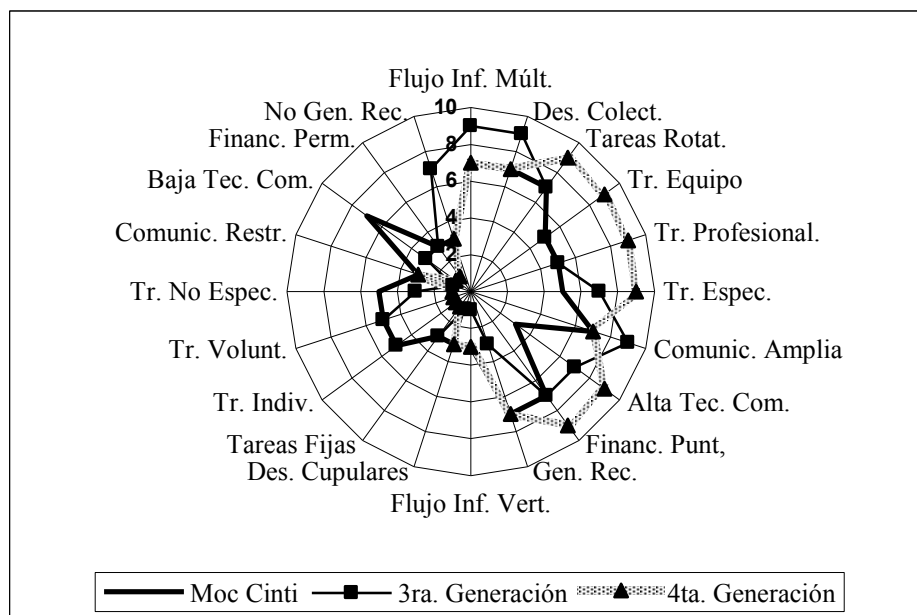 Flujo Inf. Múlt.
No Gen. Rec.
10
Des. Colect.
Financ. Perm.
8
Tareas Rotat.
Baja Tec. Com.
6
Tr. Equipo
Comunic. Restr.
4
Tr. Profesional.
2
Tr. No Espec.
Tr. Espec.
Tr. Volunt.
Comunic. Amplia
Tr. Indiv.
Alta Tec. Com.
Tareas Fijas
Financ. Punt,
Des. Cupulares
Gen. Rec.
Flujo Inf. Vert.
Moc Cinti 3ra. Generación 4ta. Generación